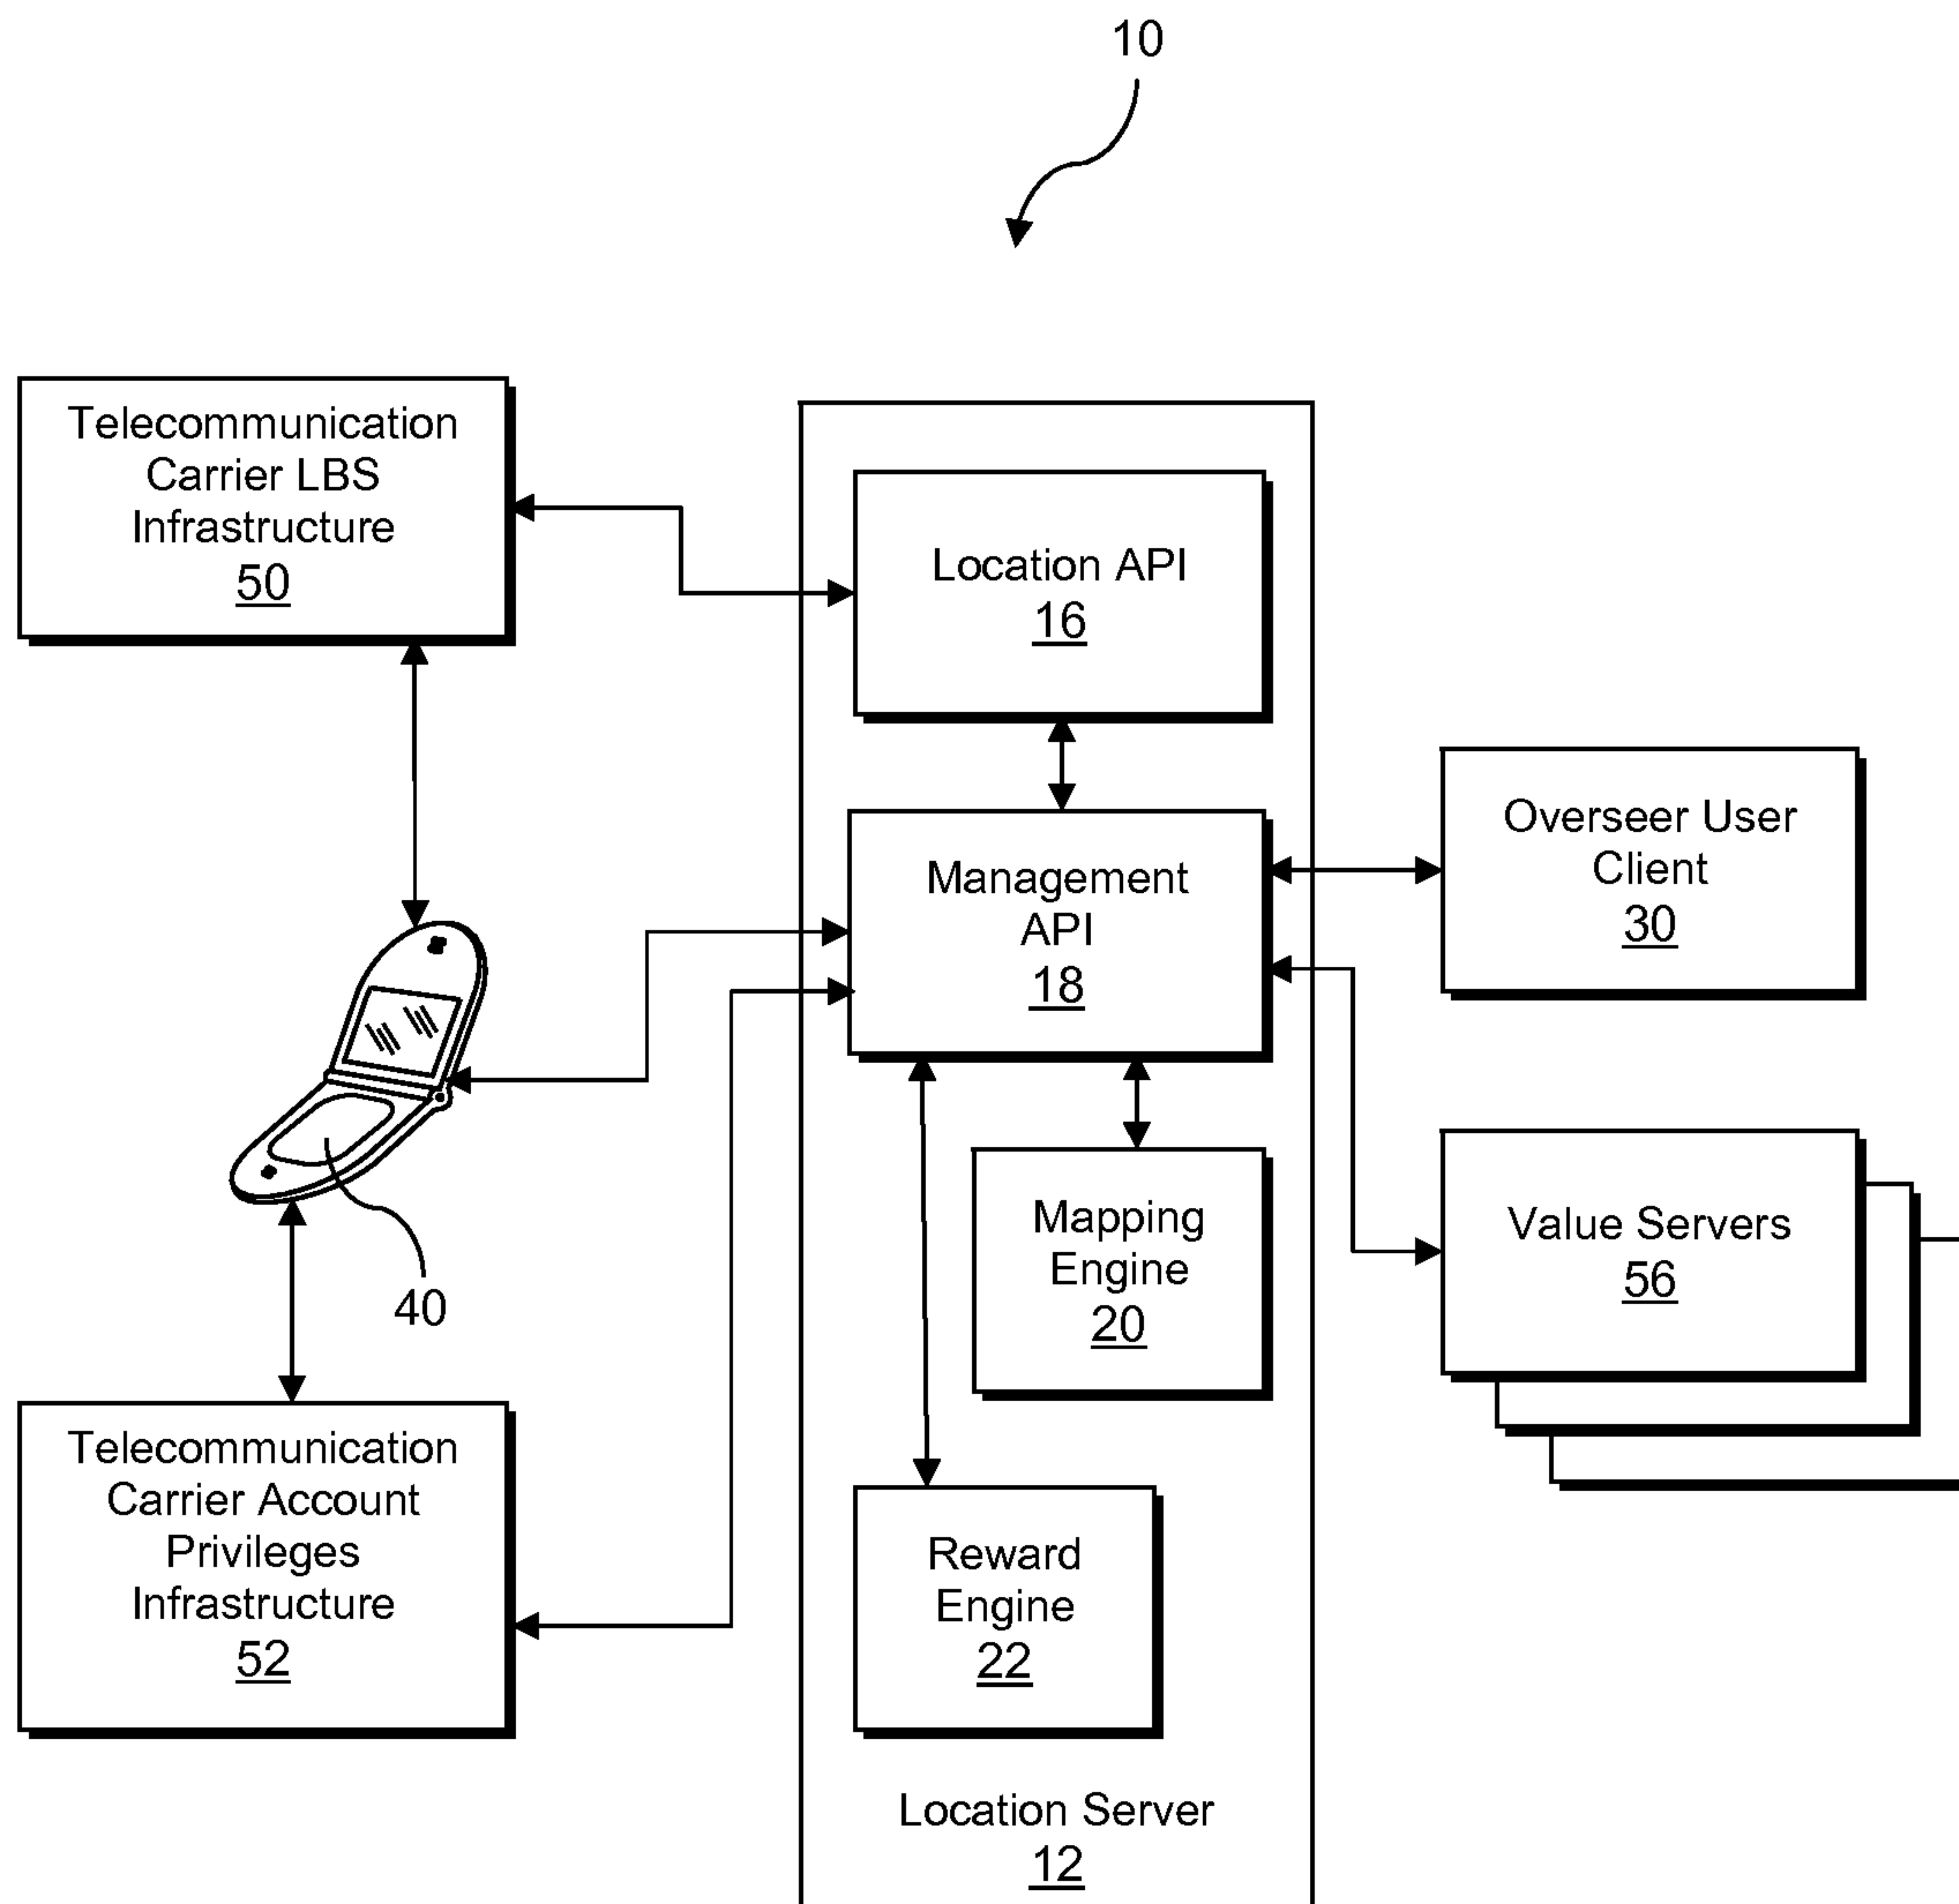 10
Telecommunication
Carrier LBS
Infrastructure
50
Location API
16
Management
API
18
Overseer User
Client
30
Mapping
Engine
20
Value Servers
56
40
Telecommunication
Carrier Account
Privileges
Infrastructure
52
Reward
Engine
22
Location Server
12